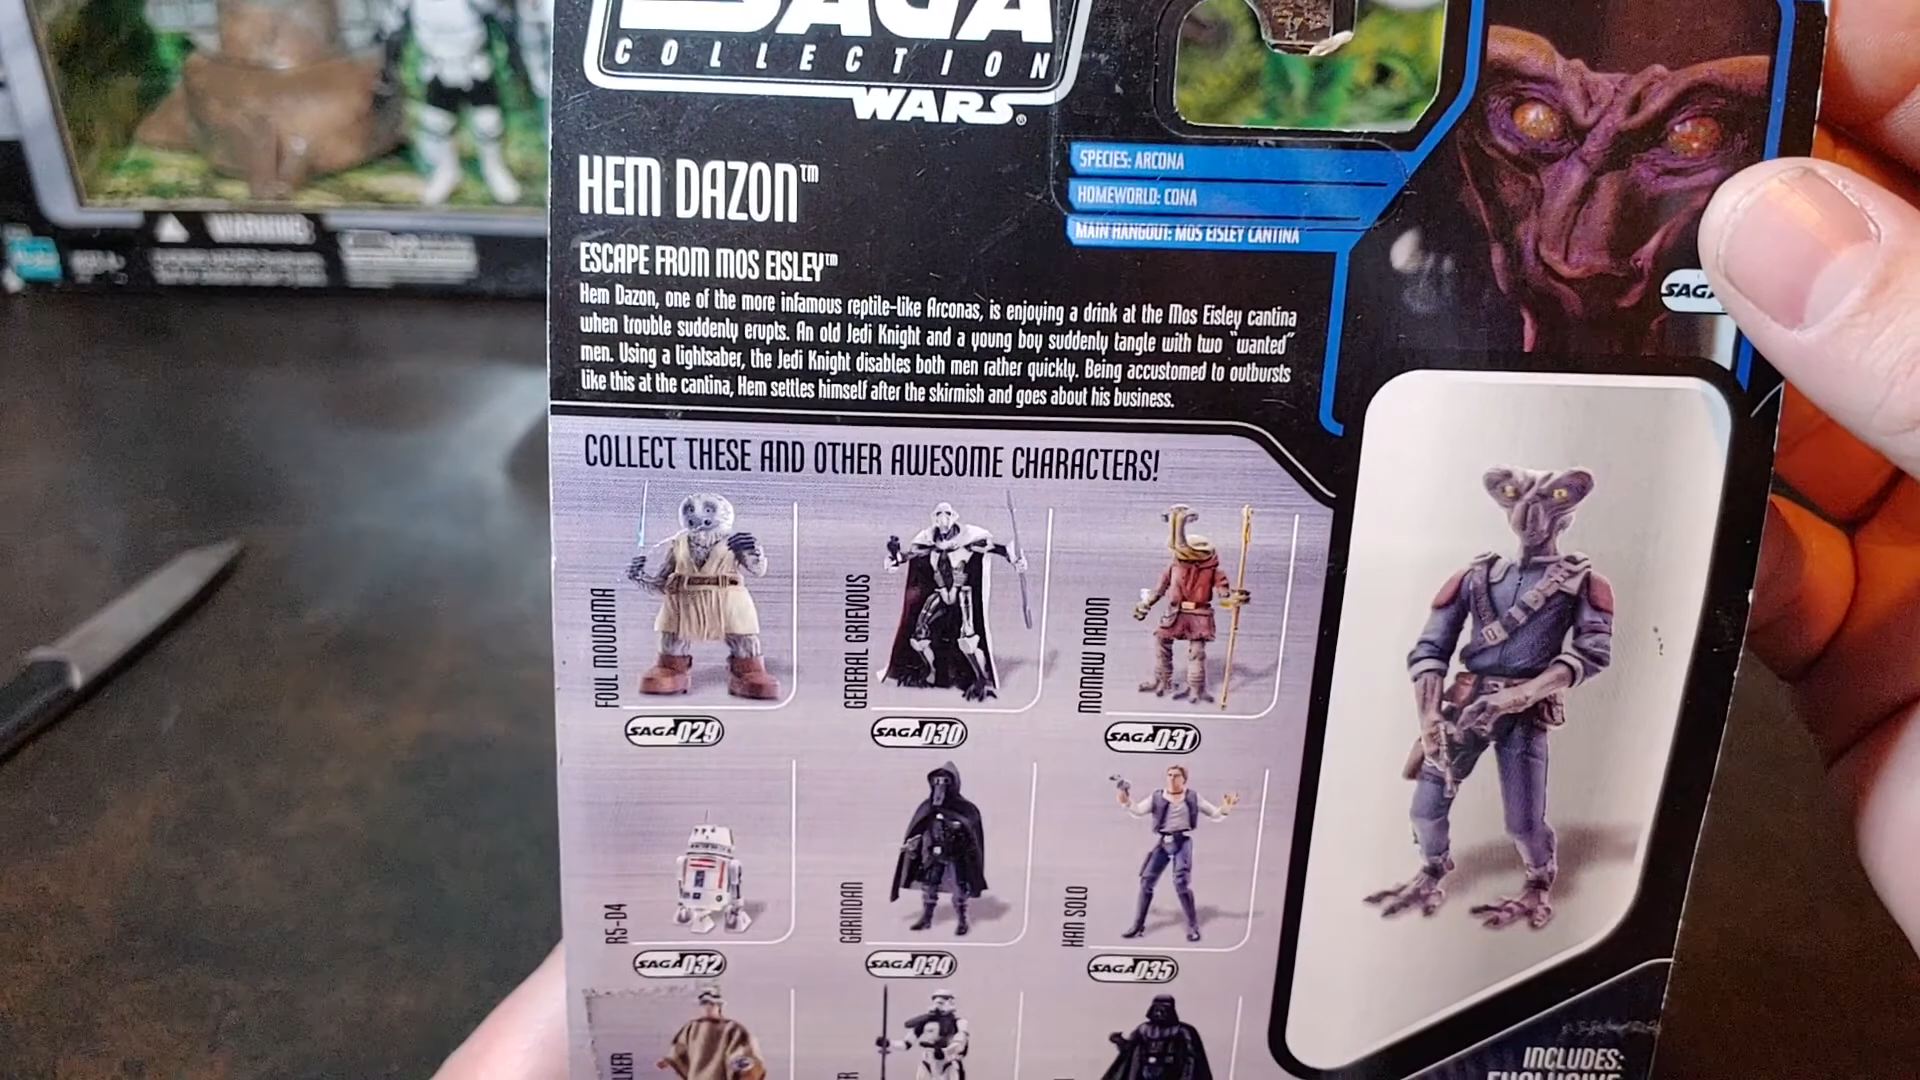 SAGA
COLLECTION
WARS
HEM DAZON™
SPECIES: ARCONA
HOMEWORLD: CONA
MAIN HANGOUT: MOS EISLEY CANTINA
ESCAPE FROM MOS EISLEY™
Hem Dazon, one of the more infamous reptile-like Arconas, is enjoying a drink at the Mos Eisley cantina
when trouble suddenly erupts. An old Jedi Knight and a young boy suddenly tangle with two "wanted"
men. Using a lightsaber, the Jedi Knight disables both men rather quickly. Being accustomed to outbursts
like this at the cantina, Hem settles himself after the skirmish and goes about his business.
COLLECT THESE AND OTHER AWESOME CHARACTERS!
FOUL MOUDAMA
SAGA 029
GENERAL GRIEVOUS
SAGA 030
MOMAW NADON
SAGA 031
R5-D4
SAGA 032
GARINDAN
SAGA 034
HAN SOLO
SAGA 035
INCLUDES:
EXCLUSIVE
WARNING: